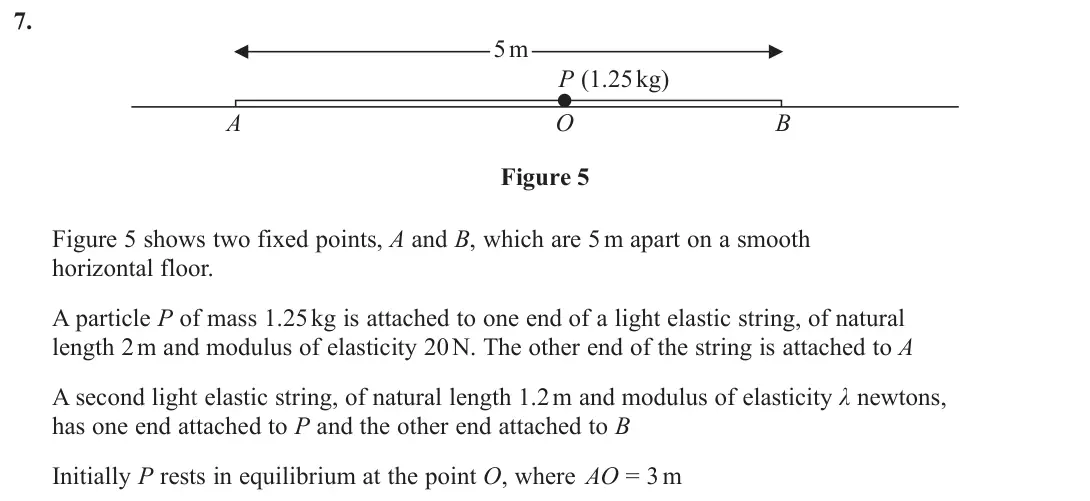 7.
5 m
P (1.25 kg)
A
O
B
Figure 5
Figure 5 shows two fixed points, A and B, which are 5 m apart on a smooth
horizontal floor.
A particle P of mass 1.25 kg is attached to one end of a light elastic string, of natural
length 2 m and modulus of elasticity 20 N. The other end of the string is attached to A
A second light elastic string, of natural length 1.2 m and modulus of elasticity λ newtons,
has one end attached to P and the other end attached to B
Initially P rests in equilibrium at the point O, where AO = 3 m